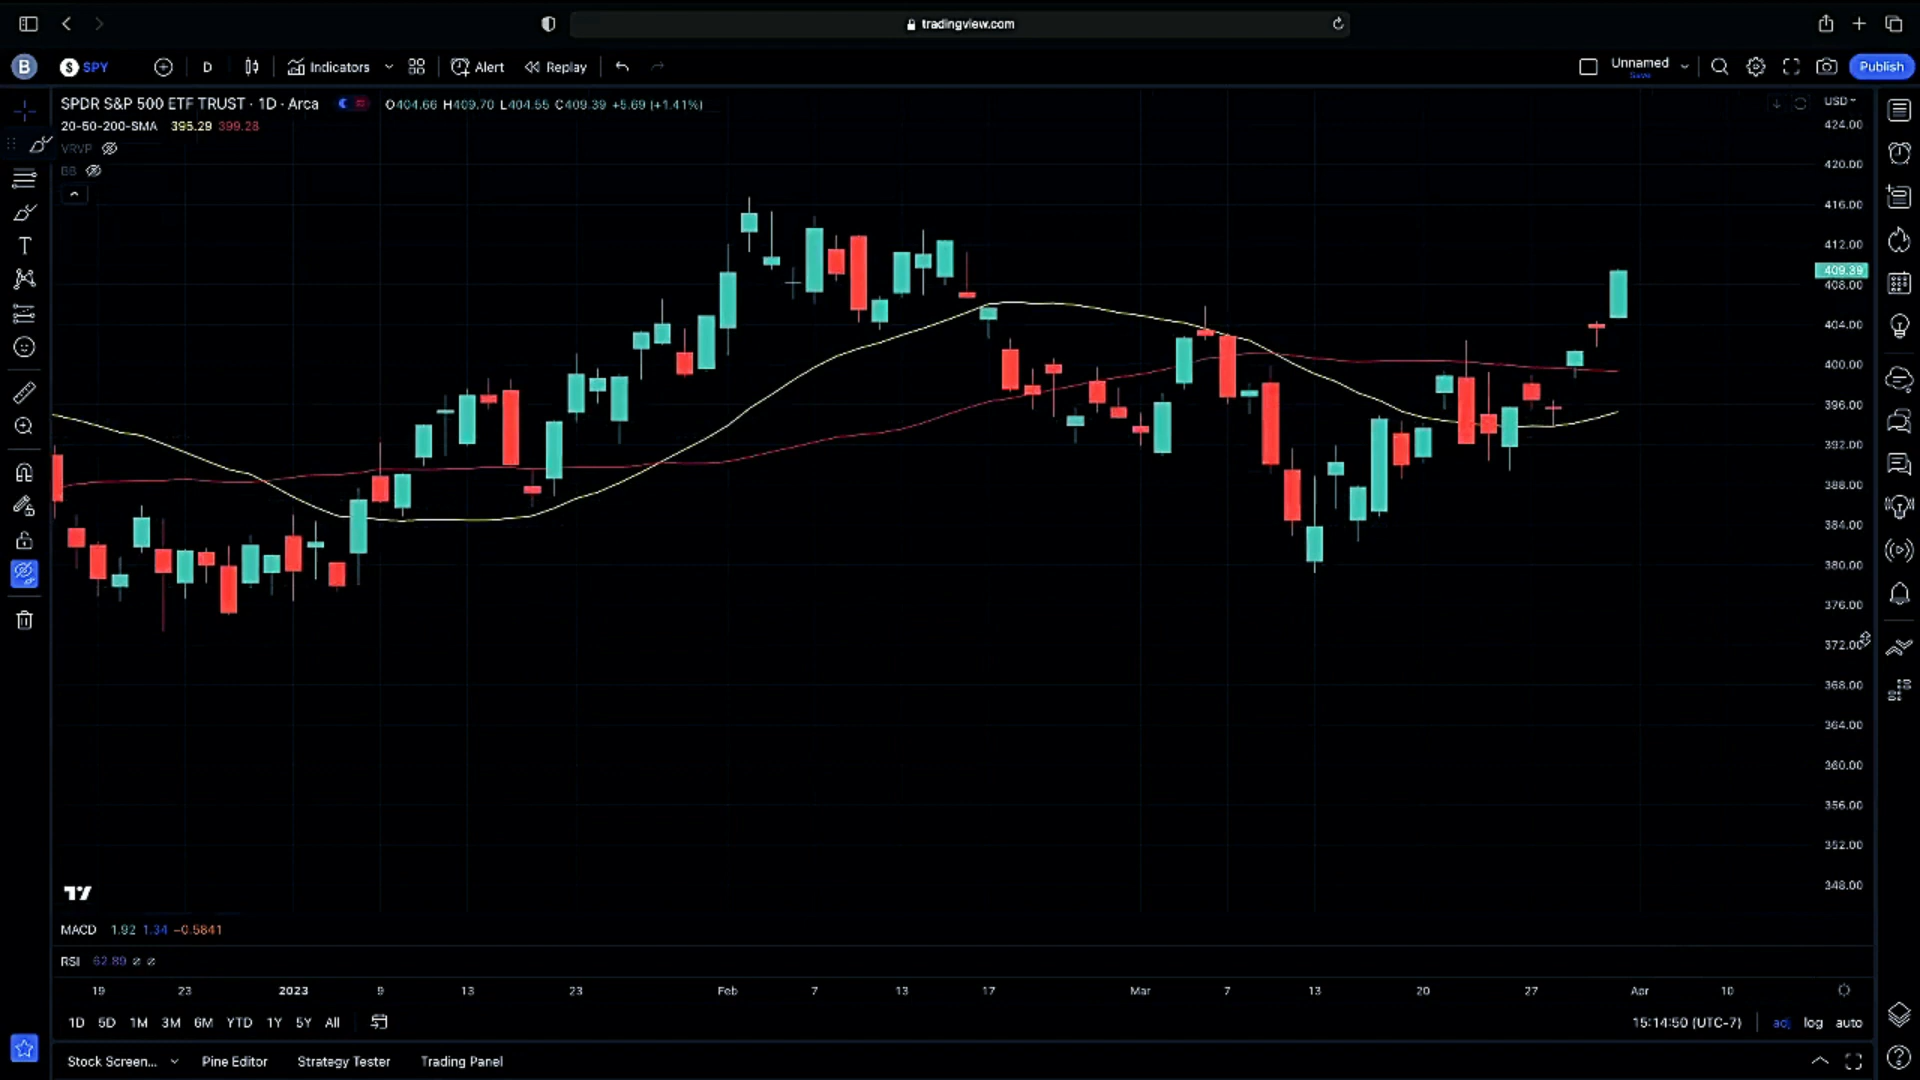 tradingview.com
B
$ SPY
D
Indicators
Alert
Replay
Unnamed
Save
Publish
SPDR S&P 500 ETF TRUST · 1D · Arca
O404.66 H409.70 L404.55 C409.39 +5.69 (+1.41%)
USD
20-50-200-SMA 395.29 399.28
VRVP
BB
424.00
420.00
416.00
412.00
409.39
408.00
404.00
400.00
396.00
392.00
388.00
384.00
380.00
376.00
372.00
368.00
364.00
360.00
356.00
352.00
348.00
MACD 1.92 1.34 −0.5841
RSI 62.89 ø ø
19 23 2023 9 13 23 Feb 7 13 17 Mar 7 13 20 27 Apr 10
1D 5D 1M 3M 6M YTD 1Y 5Y All
15:14:50 (UTC-7)
adj log auto
Stock Screen... Pine Editor Strategy Tester Trading Panel